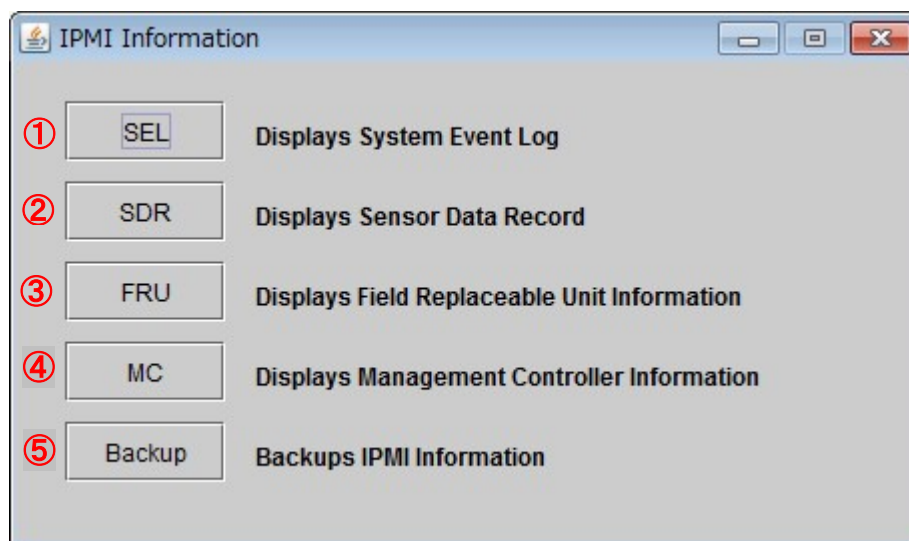 IPMI Information
① SEL Displays System Event Log
② SDR Displays Sensor Data Record
③ FRU Displays Field Replaceable Unit Information
④ MC Displays Management Controller Information
⑤ Backup Backups IPMI Information